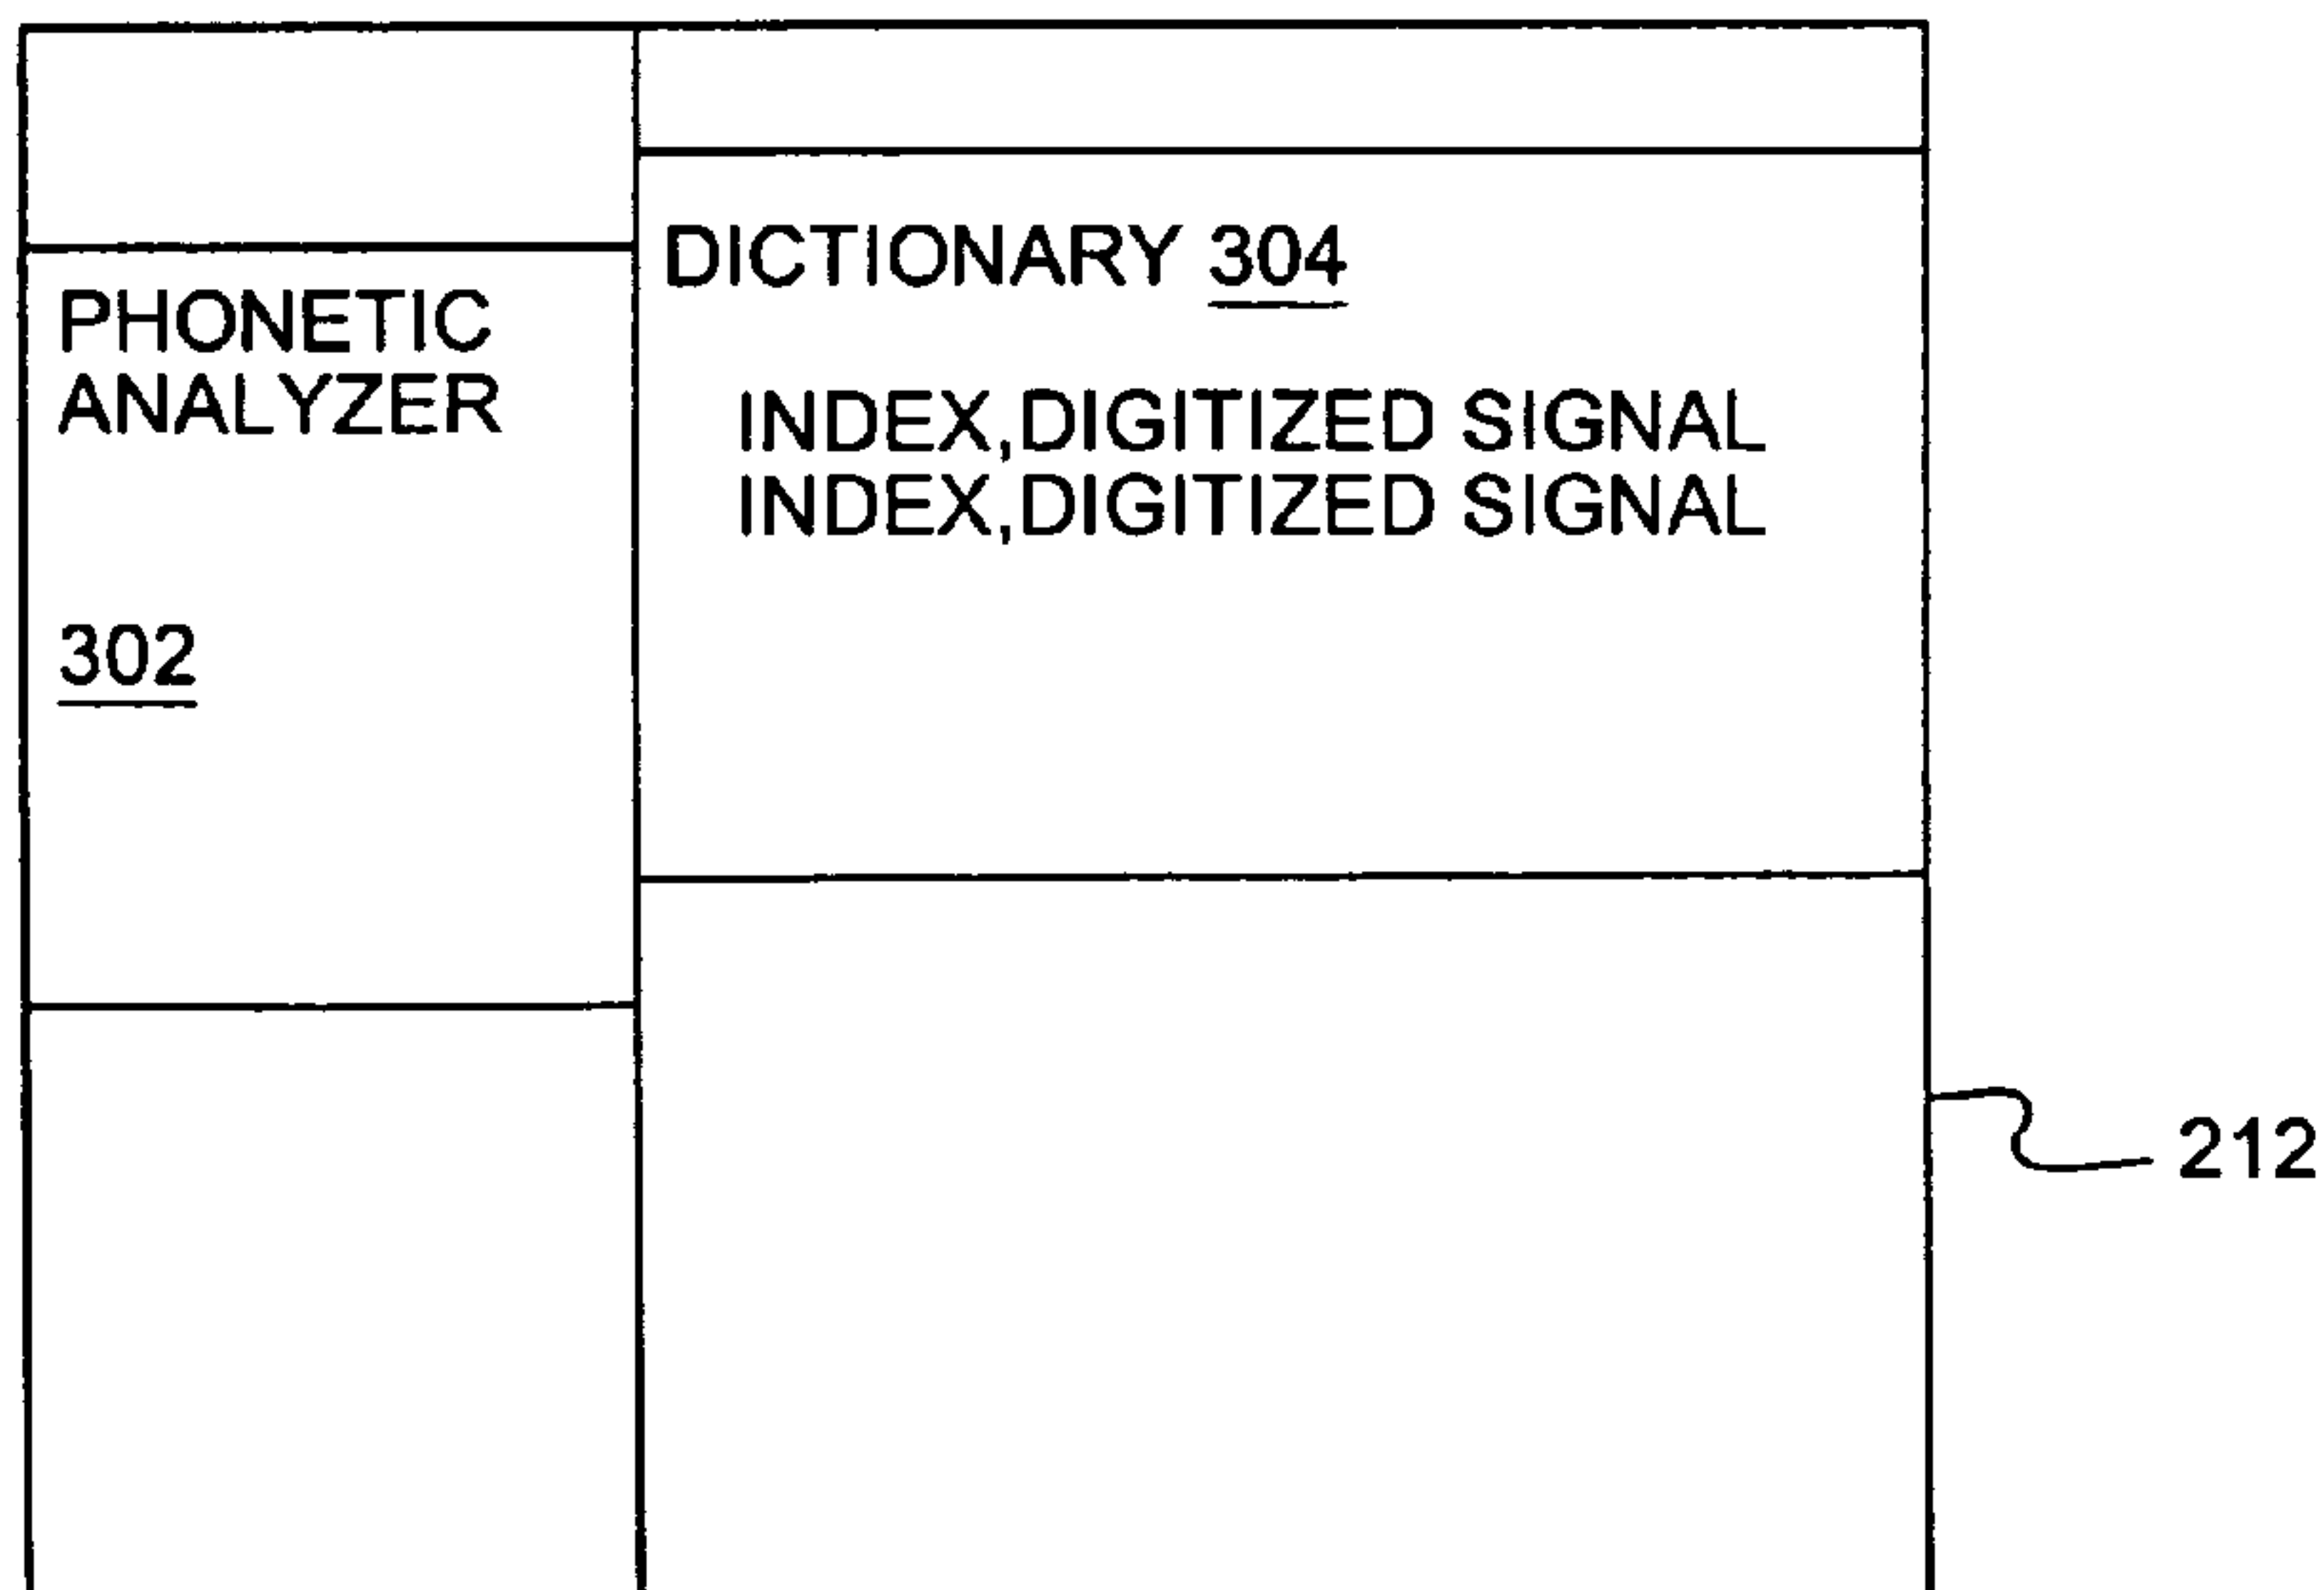 PHONETIC
ANALYZER
302
DICTIONARY 304
INDEX,DIGITIZED SIGNAL
INDEX,DIGITIZED SIGNAL
212